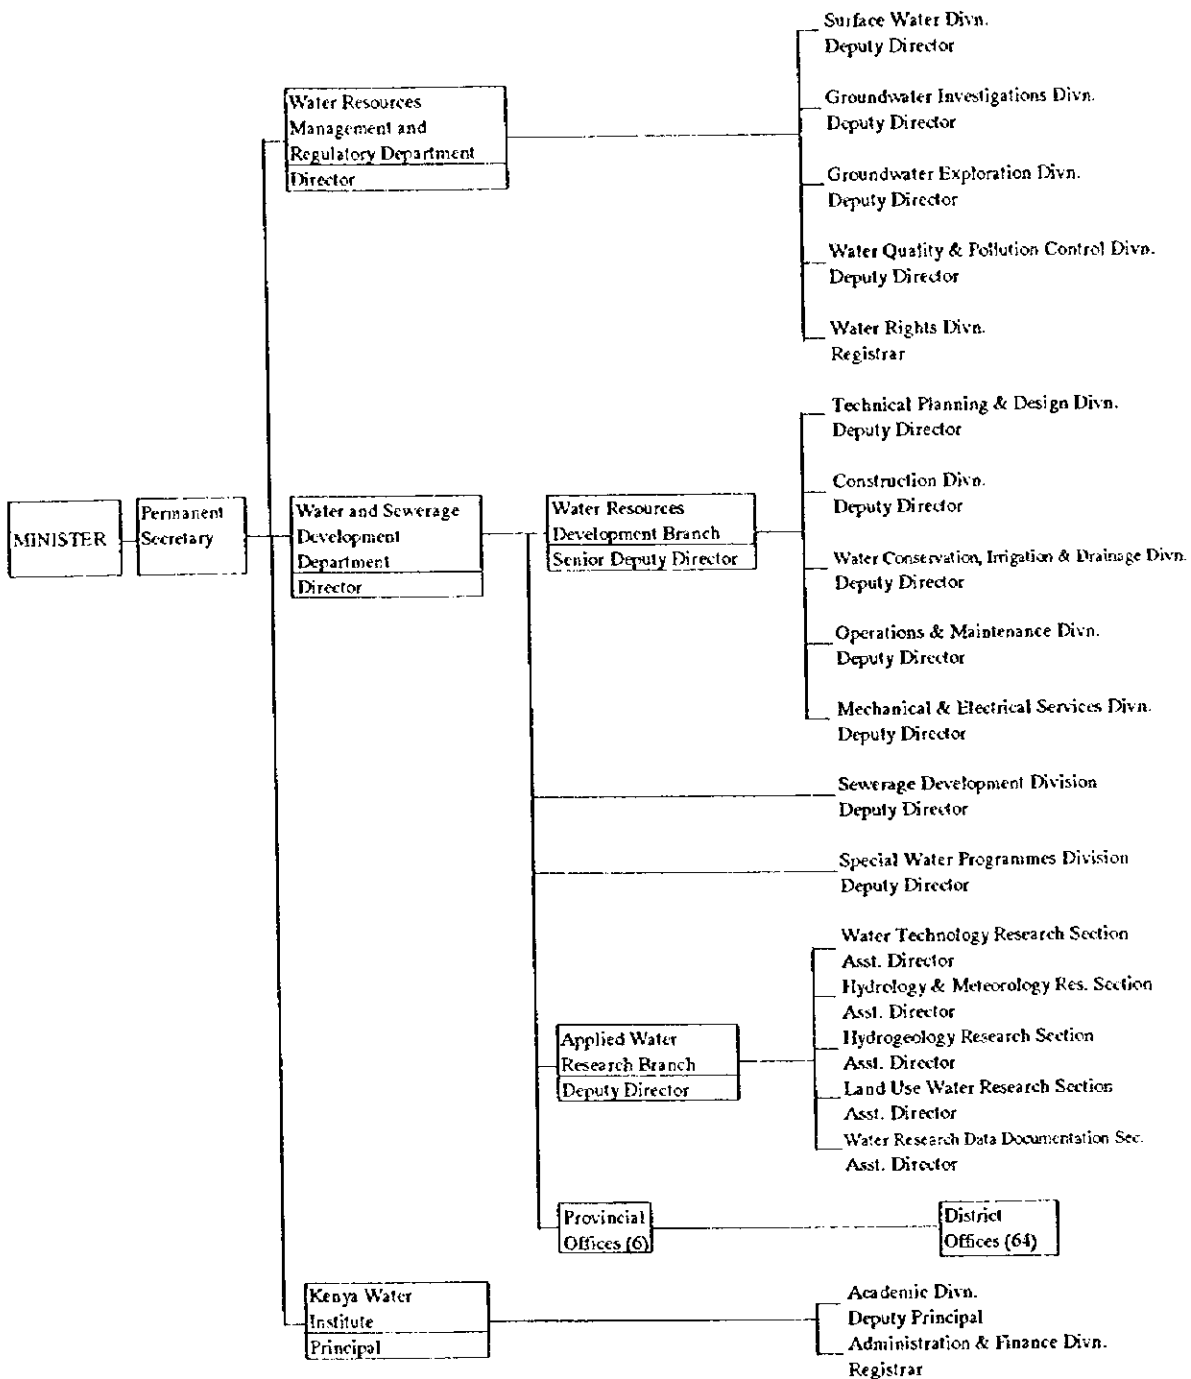 Surface Water Divn.
Deputy Director
Water Resources
Management and
Regulatory Department
Director
Groundwater Investigations Divn.
Deputy Director
Groundwater Exploration Divn.
Deputy Director
Water Quality & Pollution Control Divn.
Deputy Director
Water Rights Divn.
Registrar
MINISTER
Permanent
Secretary
Water and Sewerage
Development
Department
Director
Water Resources
Development Branch
Senior Deputy Director
Technical Planning & Design Divn.
Deputy Director
Construction Divn.
Deputy Director
Water Conservation, Irrigation & Drainage Divn.
Deputy Director
Operations & Maintenance Divn.
Deputy Director
Mechanical & Electrical Services Divn.
Deputy Director
Sewerage Development Division
Deputy Director
Special Water Programmes Division
Deputy Director
Applied Water
Research Branch
Deputy Director
Water Technology Research Section
Asst. Director
Hydrology & Meteorology Res. Section
Asst. Director
Hydrogeology Research Section
Asst. Director
Land Use Water Research Section
Asst. Director
Water Research Data Documentation Sec.
Asst. Director
Provincial
Offices (6)
District
Offices (64)
Kenya Water
Institute
Principal
Academic Divn.
Deputy Principal
Administration & Finance Divn.
Registrar